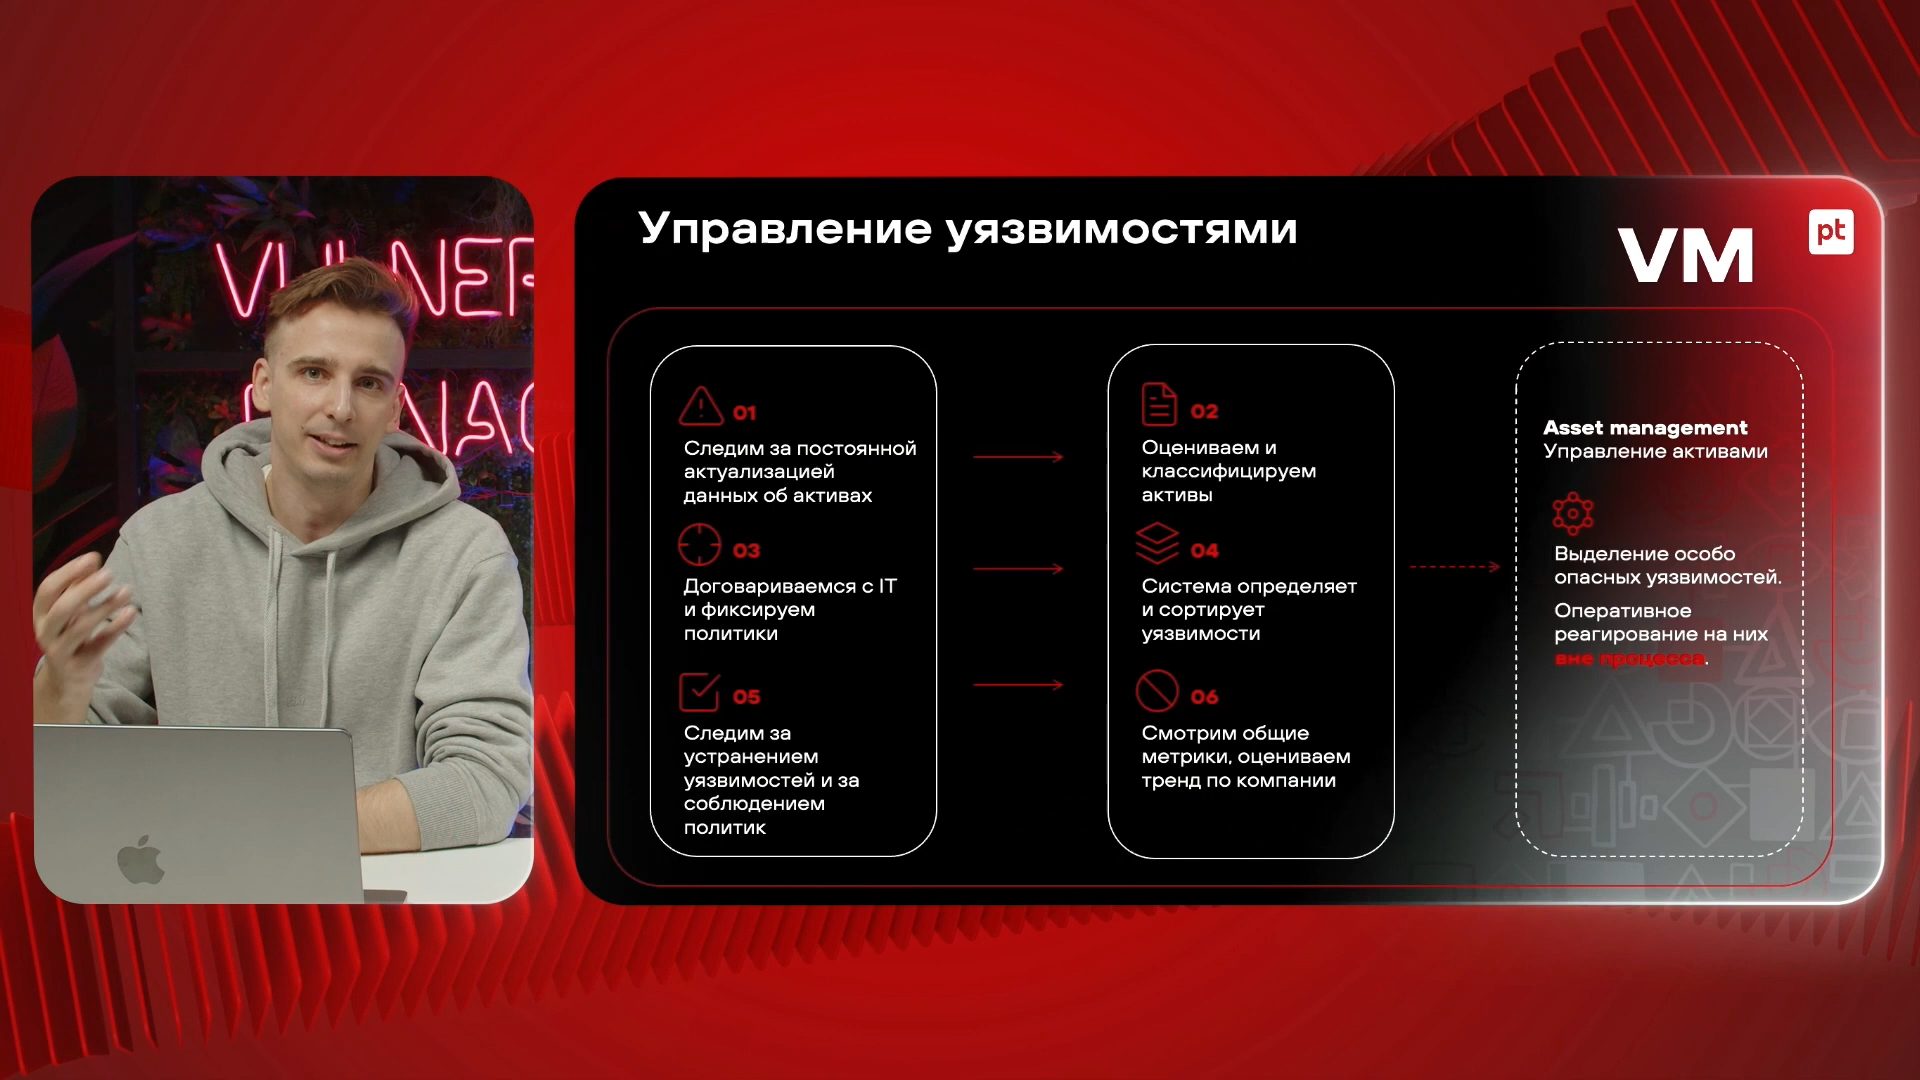 VULNER
NAG
Управление уязвимостями
VM
pt
01
Следим за постоянной
актуализацией
данных об активах
02
Оцениваем и
классифицируем
активы
03
Договариваемся с IT
и фиксируем
политики
04
Система определяет
и сортирует
уязвимости
05
Следим за
устранением
уязвимостей и за
соблюдением
политик
06
Смотрим общие
метрики, оцениваем
тренд по компании
Asset management
Управление активами
Выделение особо
опасных уязвимостей.
Оперативное
реагирование на них
вне процесса.